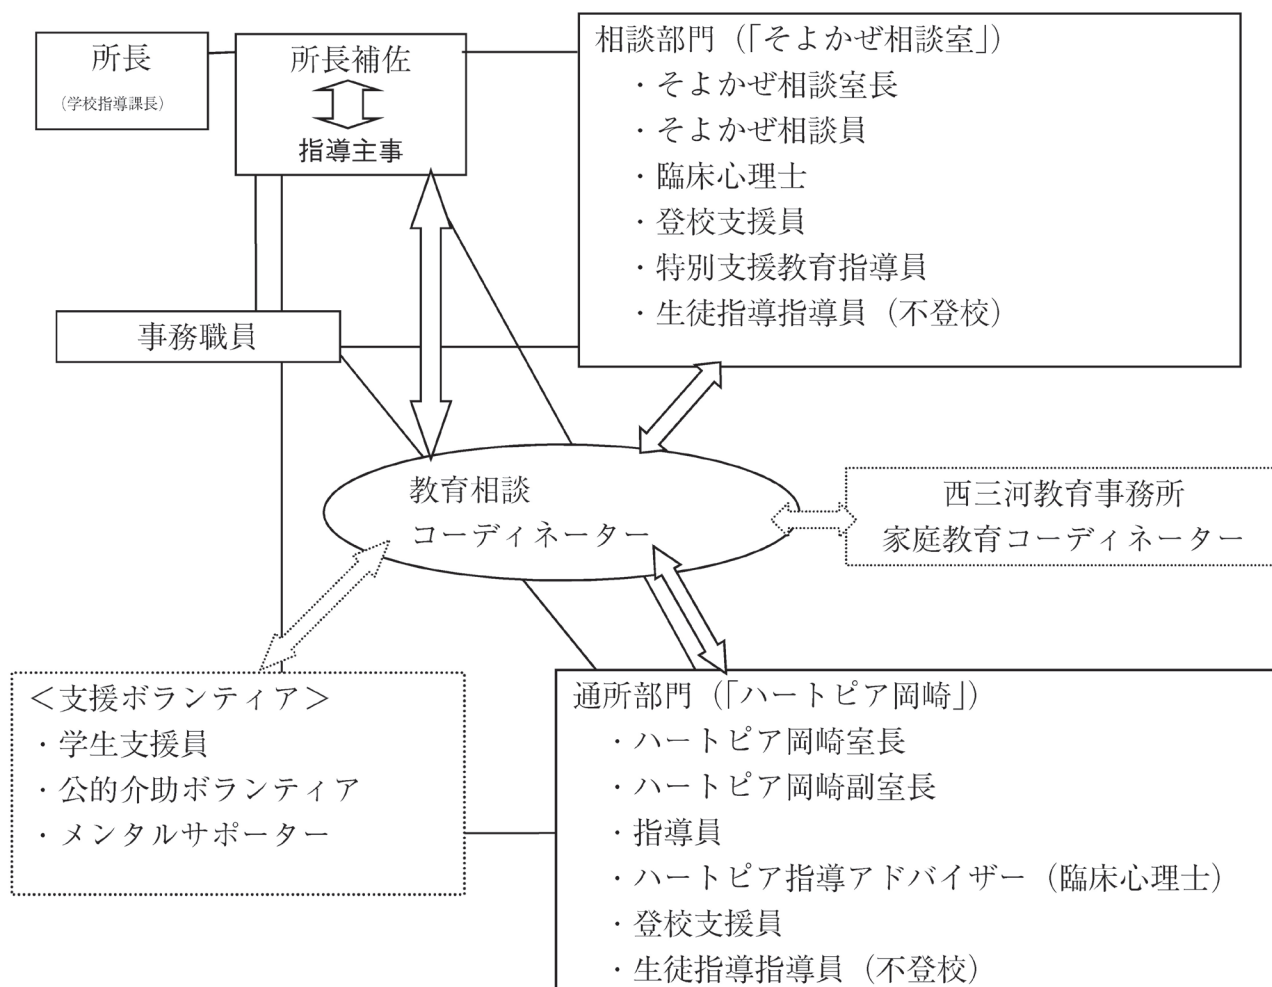 所長
（学校指導課長）
所長補佐
指導主事
相談部門（「そよかぜ相談室」）
・そよかぜ相談室長
・そよかぜ相談員
・臨床心理士
・登校支援員
・特別支援教育指導員
・生徒指導指導員（不登校）
事務職員
教育相談
コーディネーター
西三河教育事務所
家庭教育コーディネーター
＜支援ボランティア＞
・学生支援員
・公的介助ボランティア
・メンタルサポーター
通所部門（「ハートピア岡崎」）
・ハートピア岡崎室長
・ハートピア岡崎副室長
・指導員
・ハートピア指導アドバイザー（臨床心理士）
・登校支援員
・生徒指導指導員（不登校）